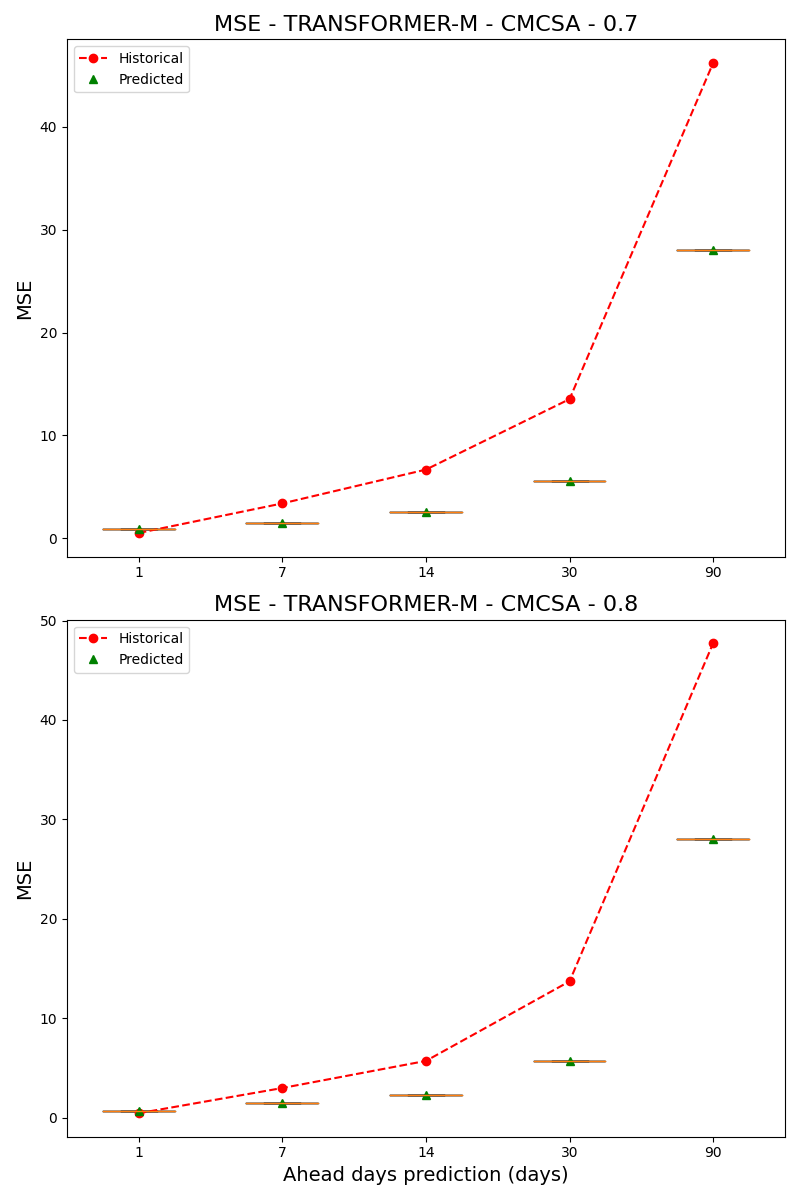 MSE - TRANSFORMER-M - CMCSA - 0.7
Historical
Predicted
MSE
40
30
20
10
0
1 7 14 30 90
MSE - TRANSFORMER-M - CMCSA - 0.8
Historical
Predicted
MSE
50
40
30
20
10
0
1 7 14 30 90
Ahead days prediction (days)